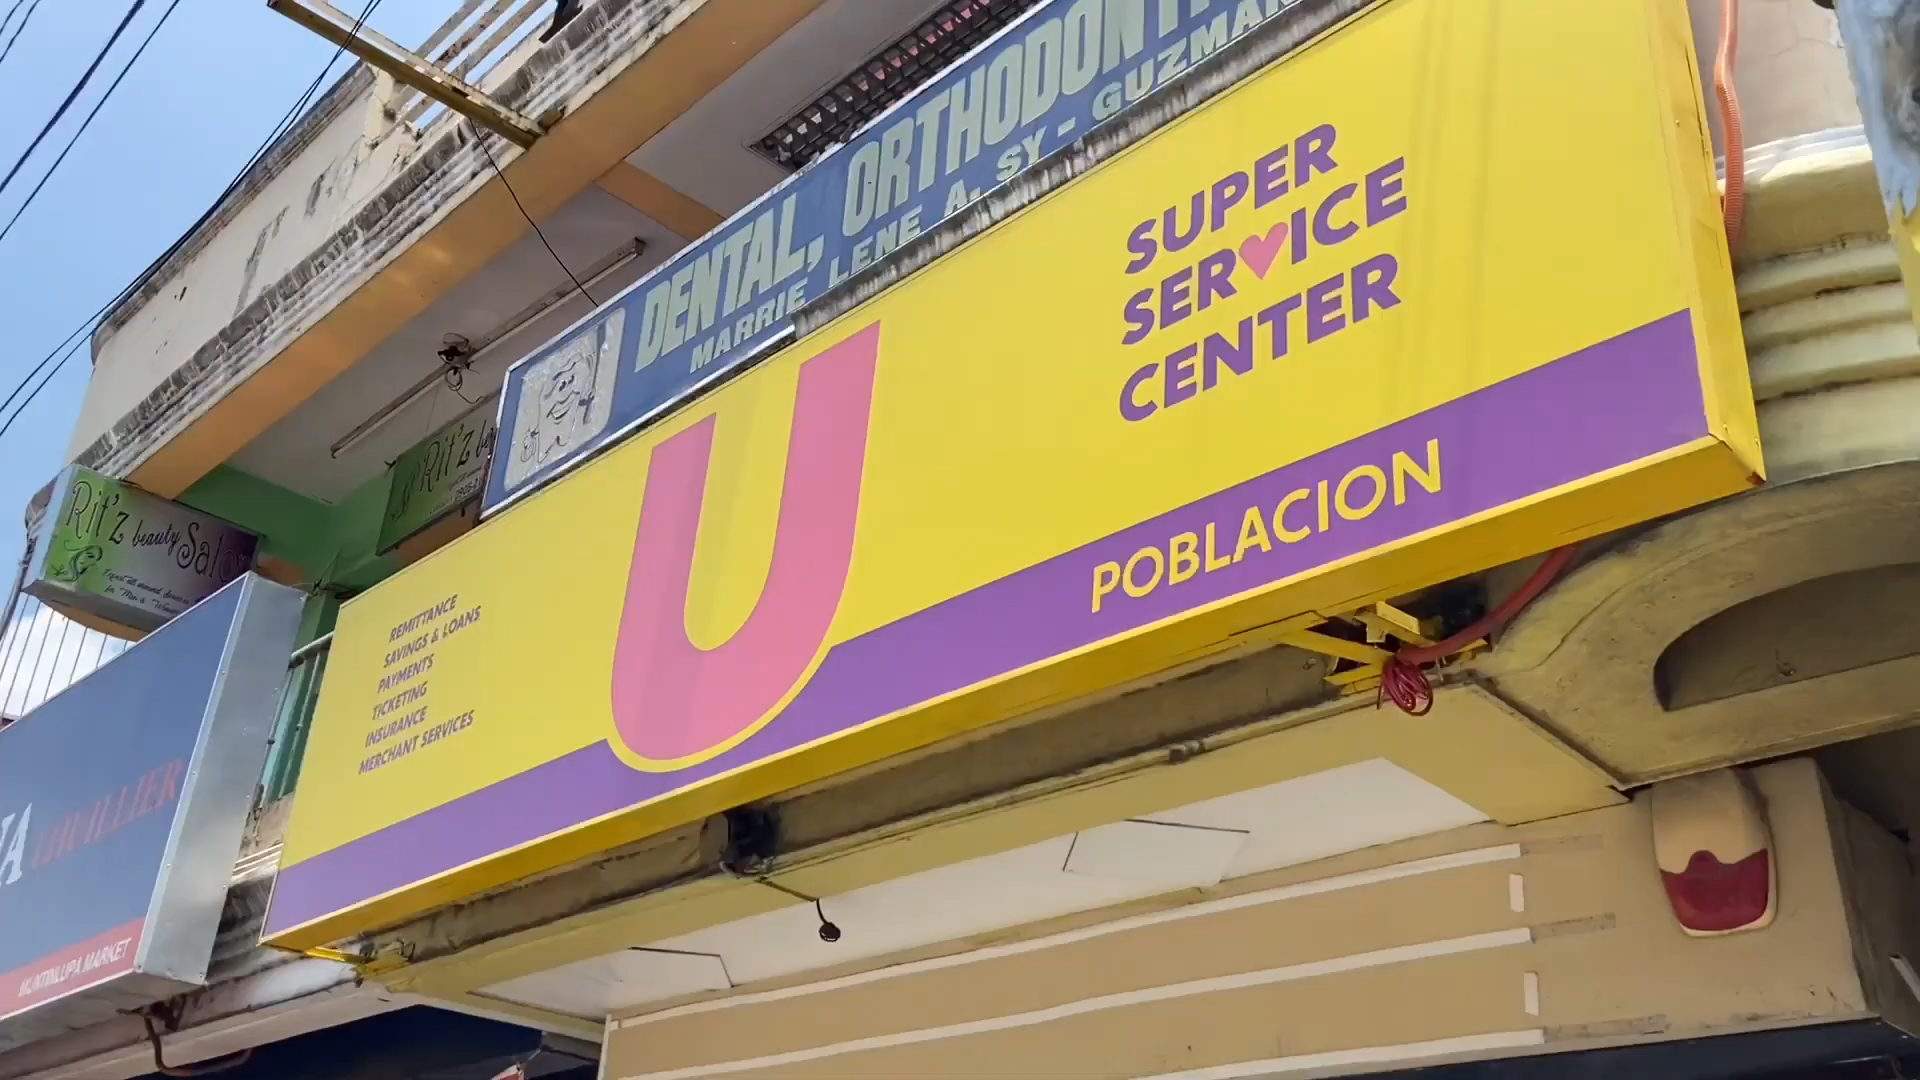 DENTAL,
MARRIE LENE A. SY - GUZMAN
SUPER
SERVICE
CENTER
U
POBLACION
REMITTANCE
SAVINGS & LOANS
PAYMENTS
TICKETING
INSURANCE
MERCHANT SERVICES
Rit'z
Rit'z beauty Salon
MUNTINLUPA MARKET